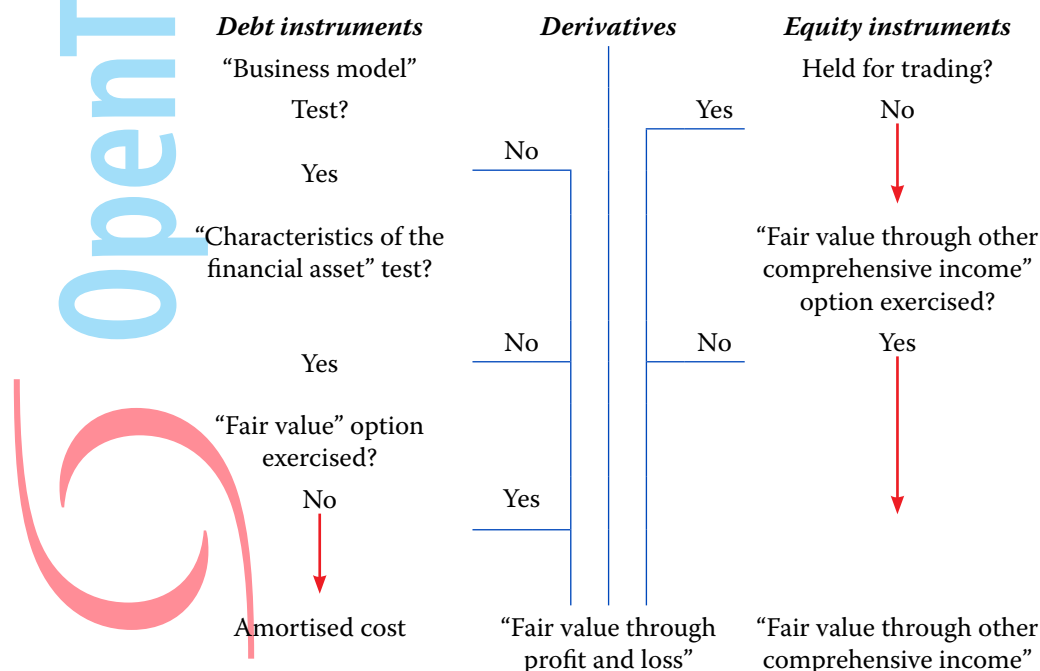 OpenT
Debt instruments
Derivatives
Equity instruments
“Business model”
Test?
Held for trading?
Yes
No
No
Yes
“Characteristics of the
financial asset” test?
“Fair value through other
comprehensive income”
option exercised?
No
Yes
No
Yes
“Fair value” option
exercised?
No
Yes
Amortised cost
“Fair value through
profit and loss”
“Fair value through other
comprehensive income”